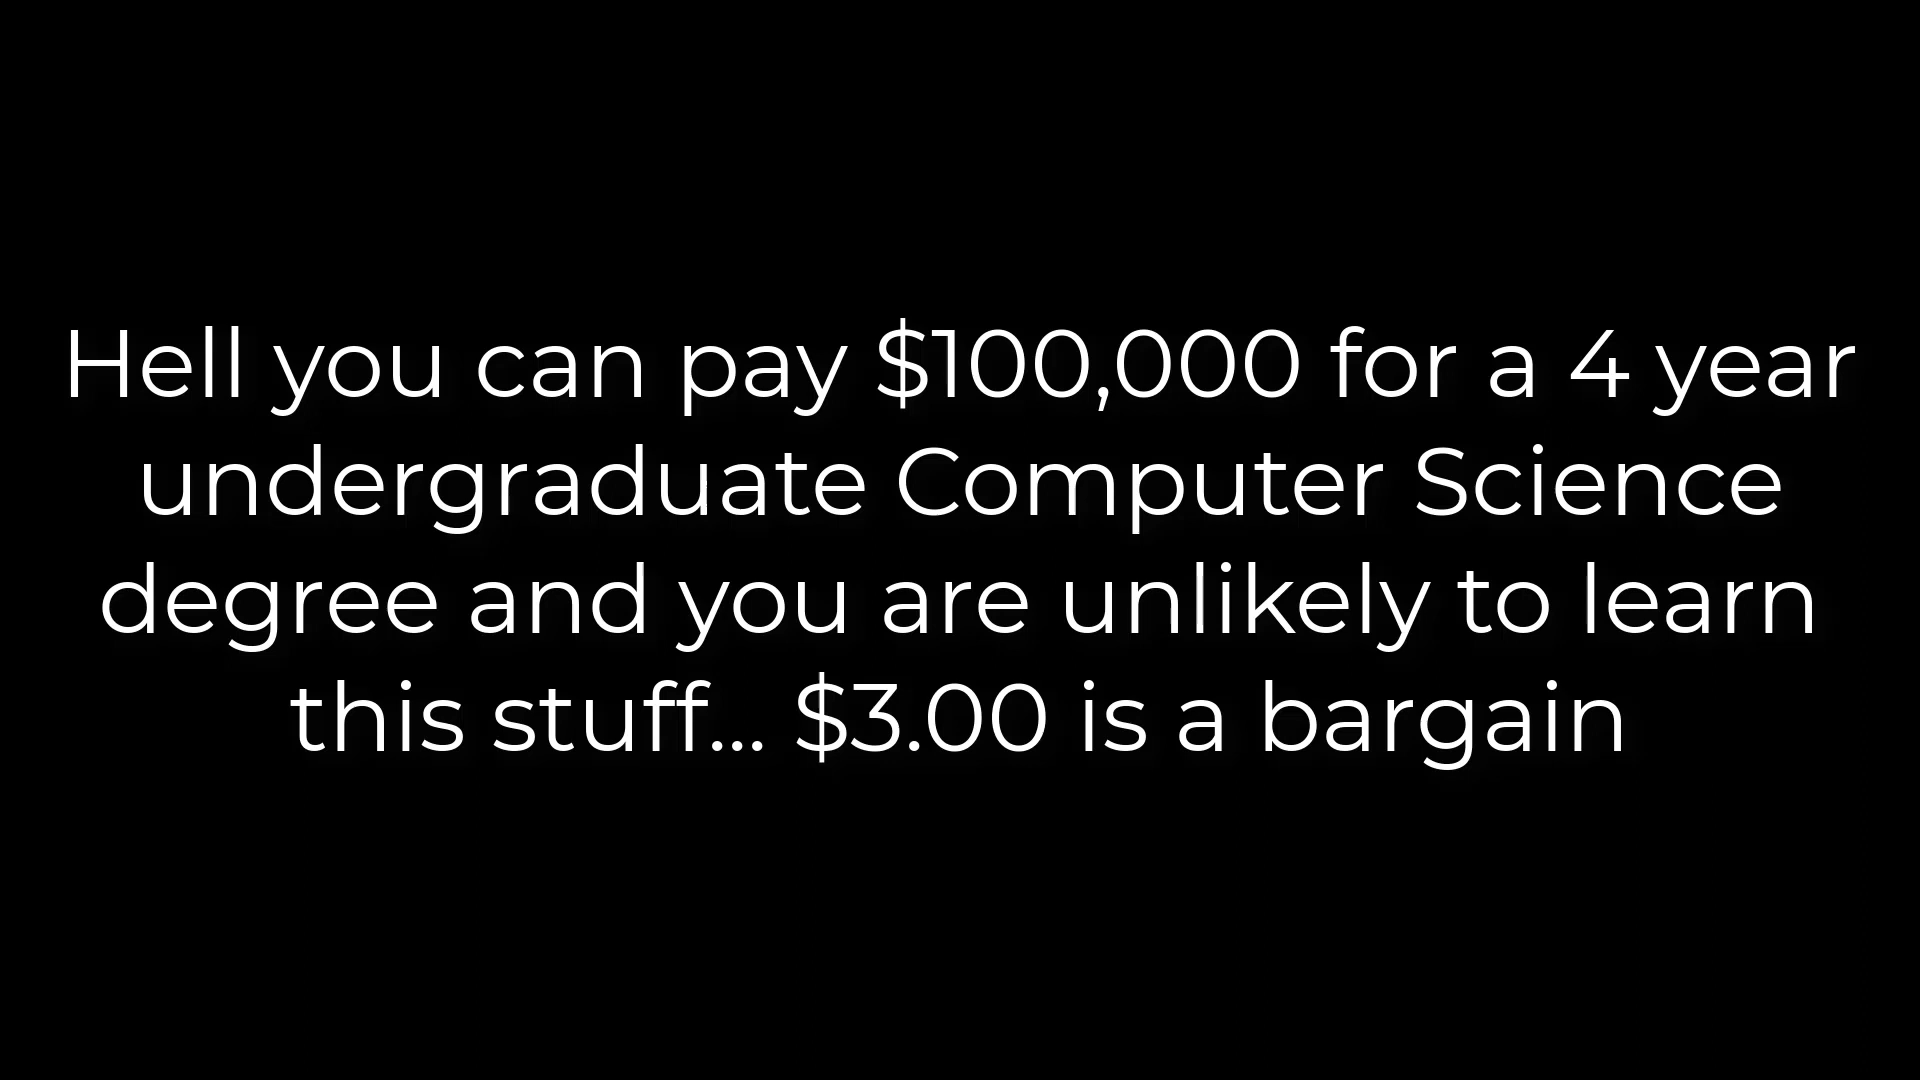 Hell you can pay $100,000 for a 4 year
undergraduate Computer Science
degree and you are unlikely to learn
this stuff... $3.00 is a bargain